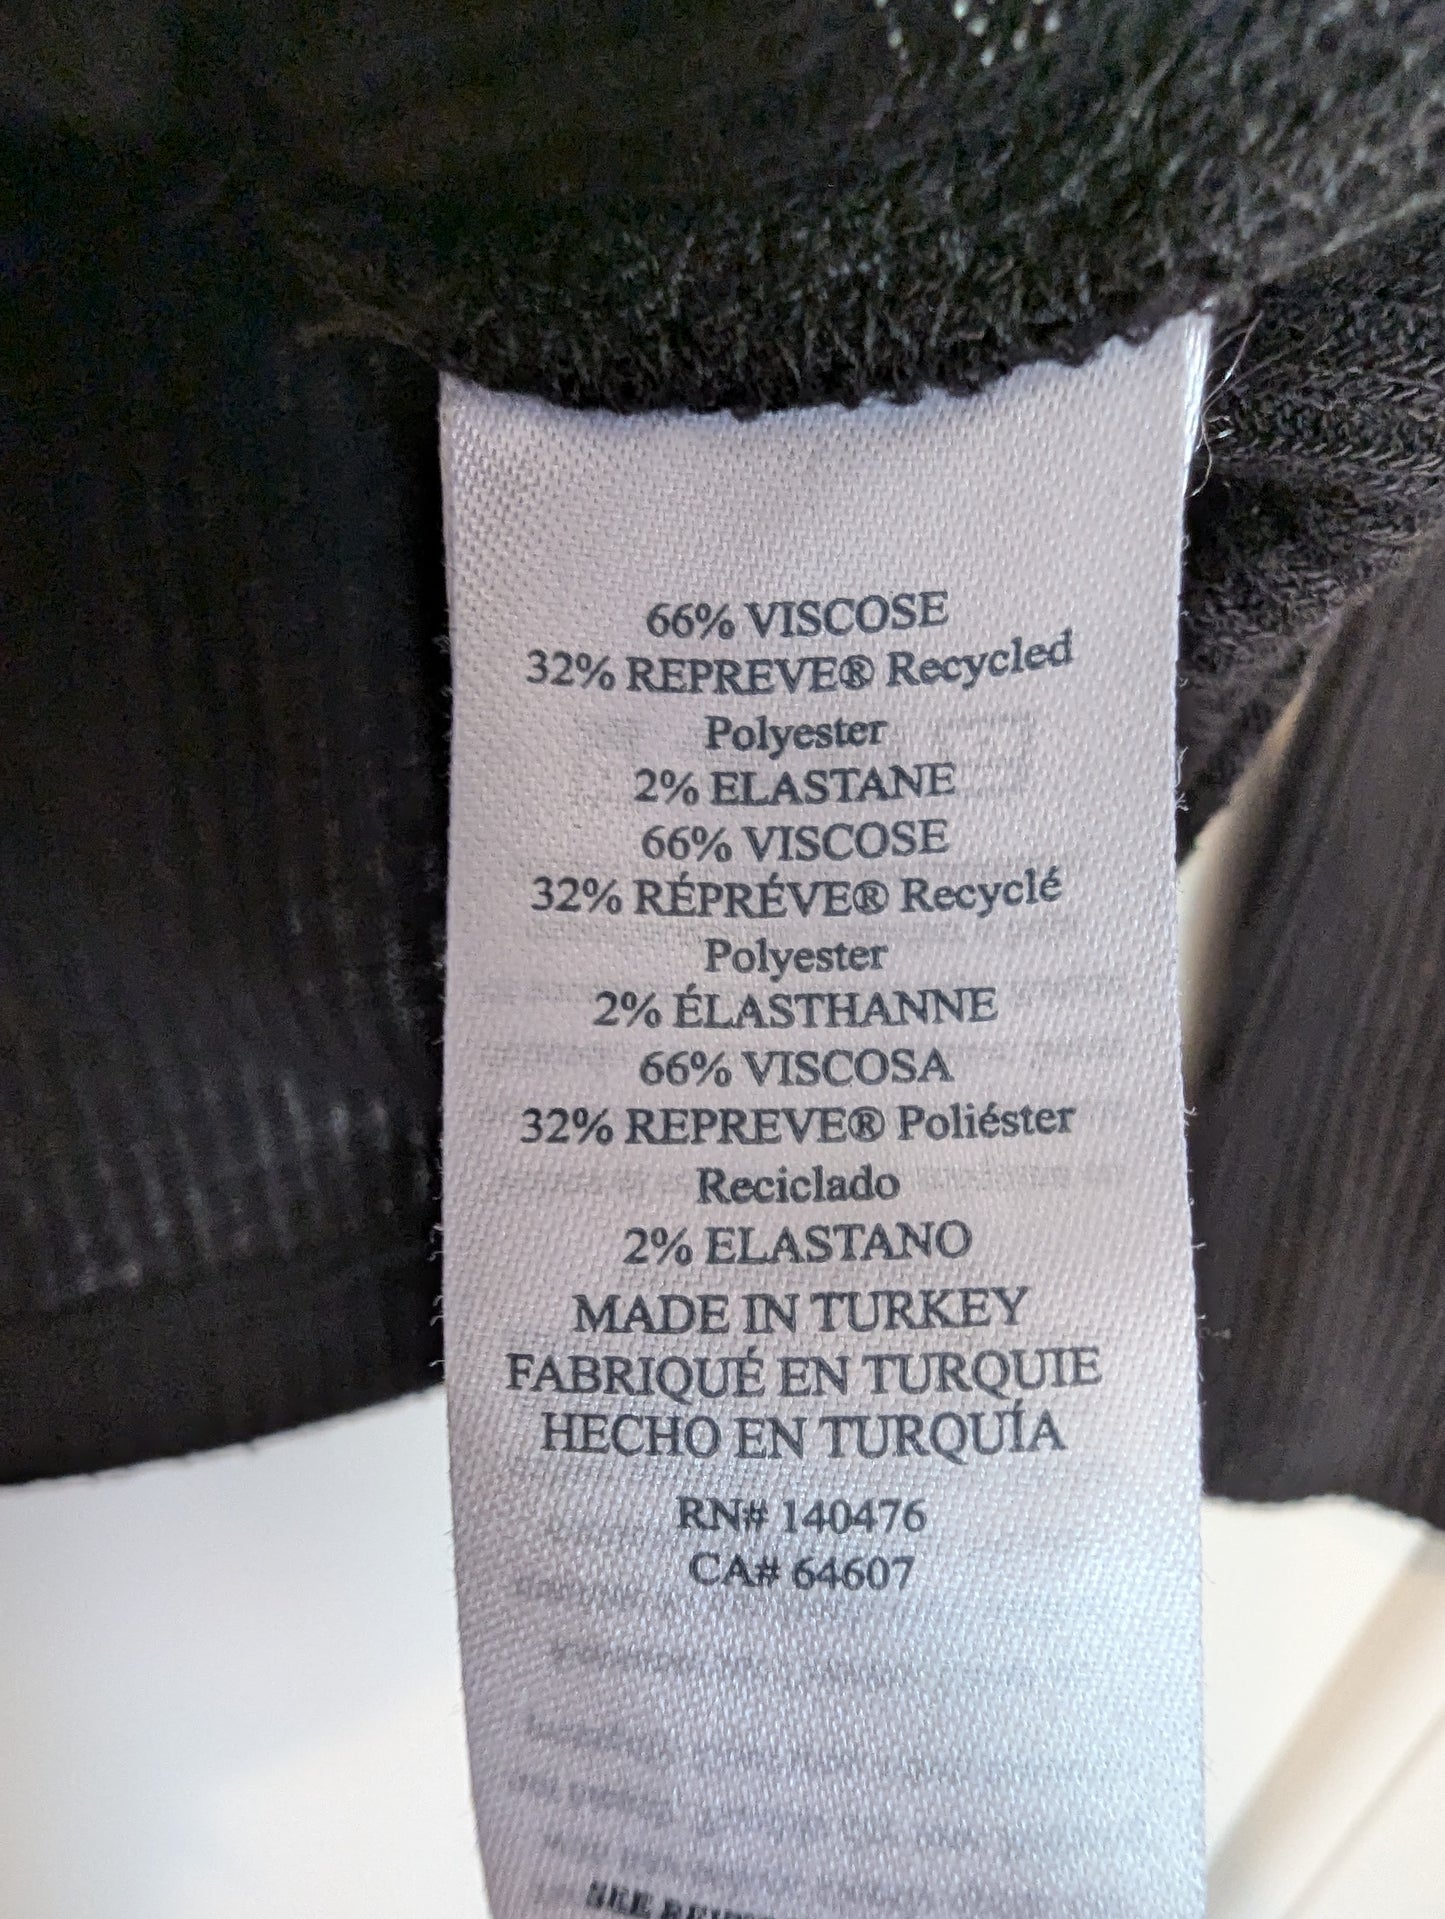 66% VISCOSE
32% REPREVE® Recycled
Polyester
2% ELASTANE
66% VISCOSE
32% RÉPRÉVE® Recyclé
Polyester
2% ÉLASTHANNE
66% VISCOSA
32% REPREVE® Poliéster
Reciclado
2% ELASTANO
MADE IN TURKEY
FABRIQUÉ EN TURQUIE
HECHO EN TURQUÍA
RN# 140476
CA# 64607
SEE